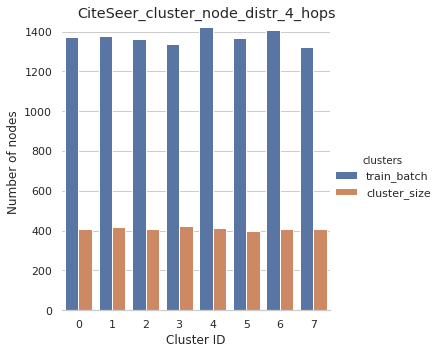 CiteSeer_cluster_node_distr_4_hops
1400
1200
1000
800
600
400
200
0
Number of nodes
0 1 2 3 4 5 6 7
Cluster ID
clusters
train_batch
cluster_size